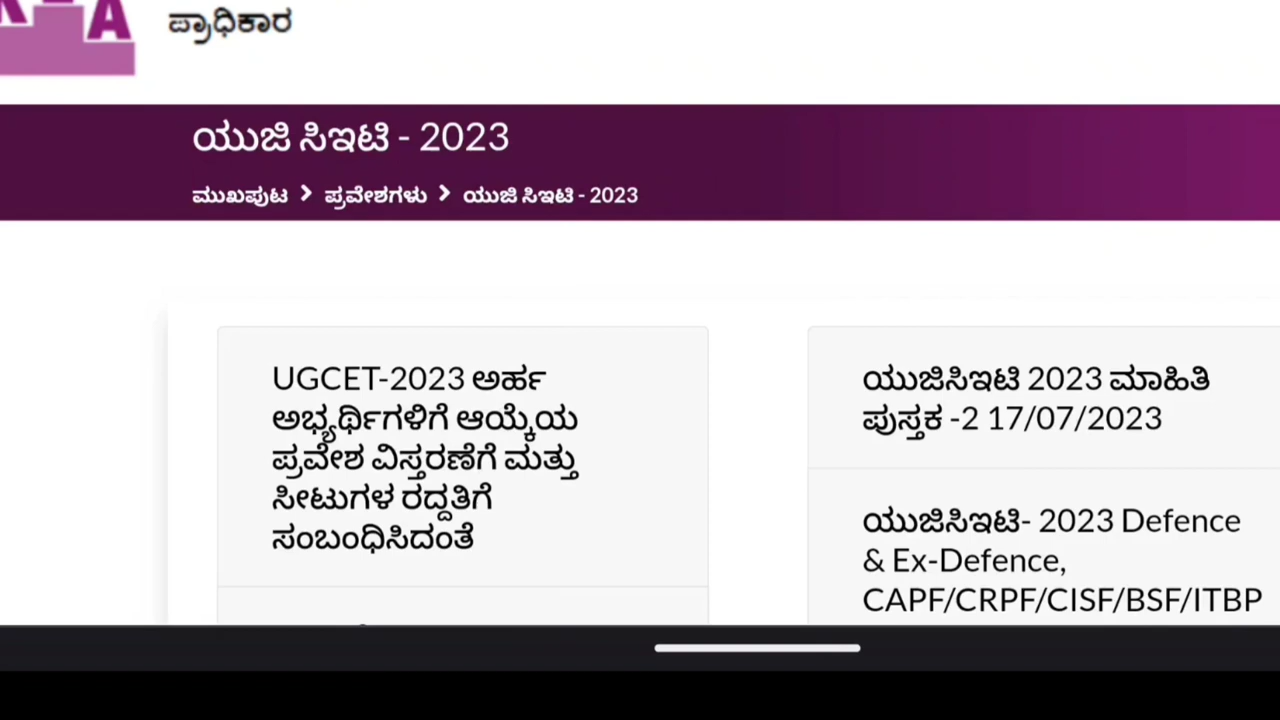 ಪ್ರಾಧಿಕಾರ
ಯುಜಿ ಸಿಇಟಿ - 2023
ಮುಖಪುಟ > ಪ್ರವೇಶಗಳು > ಯುಜಿ ಸಿಇಟಿ - 2023
UGCET-2023 ಅರ್ಹ
ಅಭ್ಯರ್ಥಿಗಳಿಗೆ ಆಯ್ಕೆಯ
ಪ್ರವೇಶ ವಿಸ್ತರಣೆಗೆ ಮತ್ತು
ಸೀಟುಗಳ ರದ್ದತಿಗೆ
ಸಂಬಂಧಿಸಿದಂತೆ
ಯುಜಿಸಿಇಟಿ 2023 ಮಾಹಿತಿ
ಪುಸ್ತಕ -2 17/07/2023
ಯುಜಿಸಿಇಟಿ- 2023 Defence
& Ex-Defence,
CAPF/CRPF/CISF/BSF/ITBP